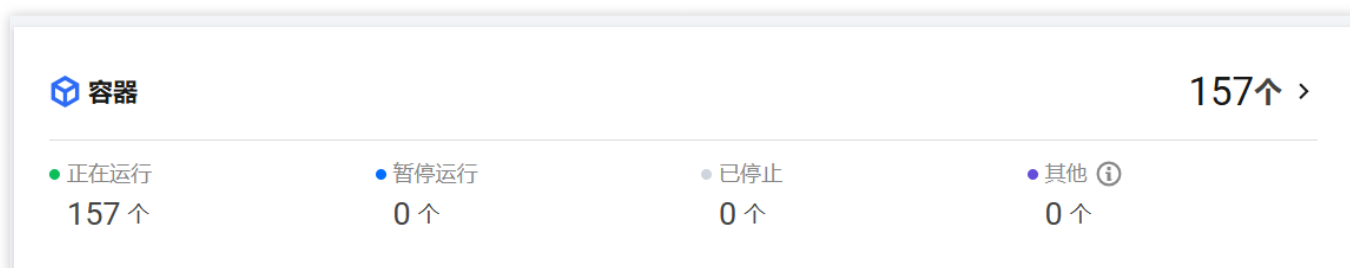 容器 157个
正在运行 暂停运行 已停止 其他
157 个 0 个 0 个 0 个